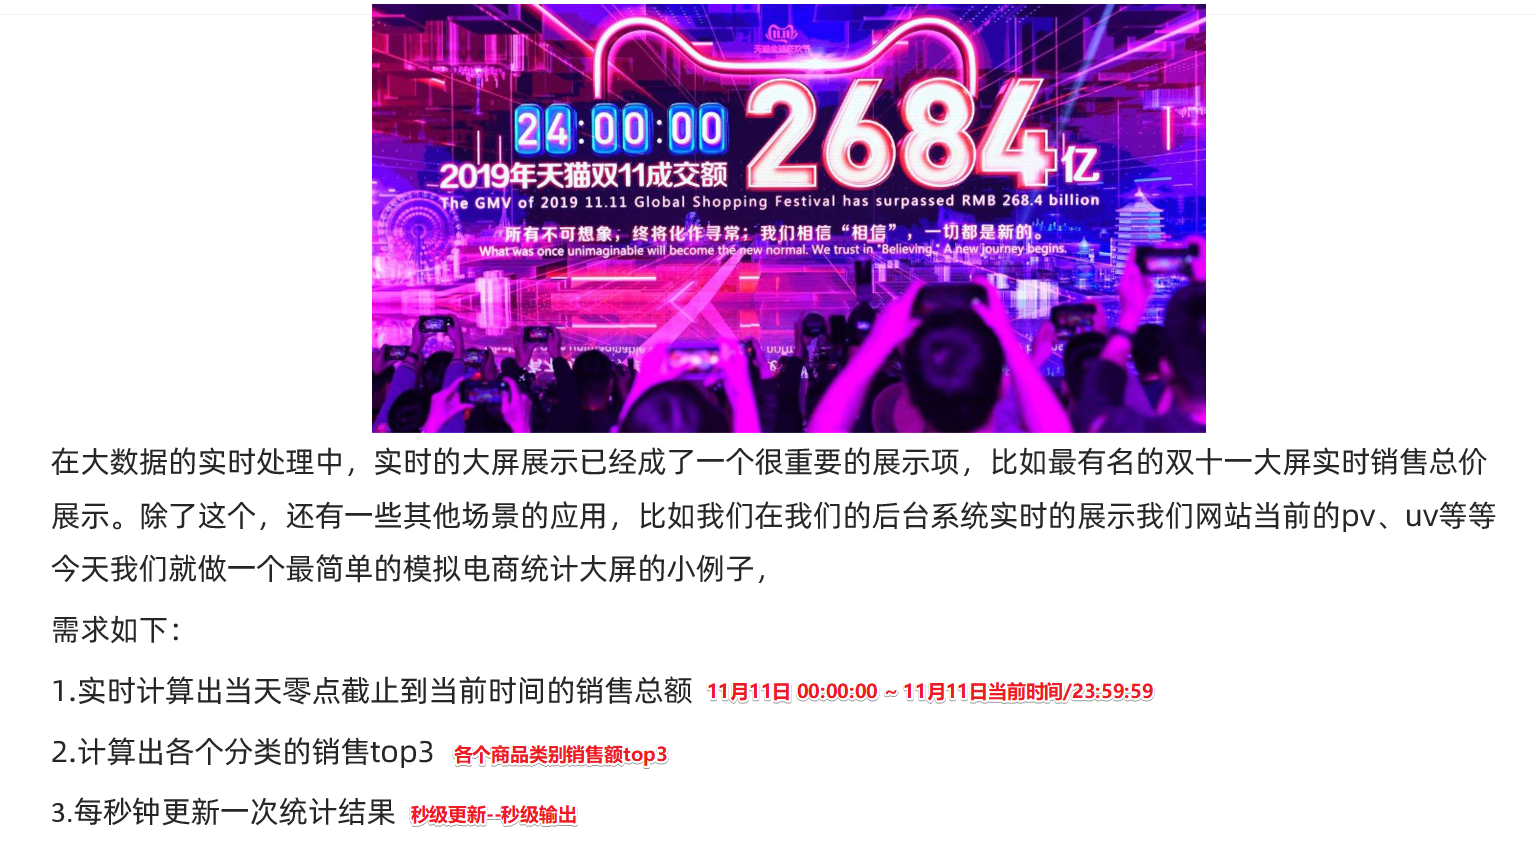 天猫全球狂欢节
24:00:00
2684亿
2019年天猫双11成交额
The GMV of 2019 11.11 Global Shopping Festival has surpassed RMB 268.4 billion
所有不可想象，终将化作寻常；我们相信“相信”，一切都是新的。
What was once unimaginable will become the new normal. We trust in "Believing." A new journey begins.
在大数据的实时处理中，实时的大屏展示已经成了一个很重要的展示项，比如最有名的双十一大屏实时销售总价
展示。除了这个，还有一些其他场景的应用，比如我们在我们的后台系统实时的展示我们网站当前的pv、uv等等
今天我们就做一个最简单的模拟电商统计大屏的小例子，
需求如下：
1.实时计算出当天零点截止到当前时间的销售总额 11月11日 00:00:00 ~ 11月11日当前时间/23:59:59
2.计算出各个分类的销售top3 各个商品类别销售额top3
3.每秒钟更新一次统计结果 秒级更新--秒级输出